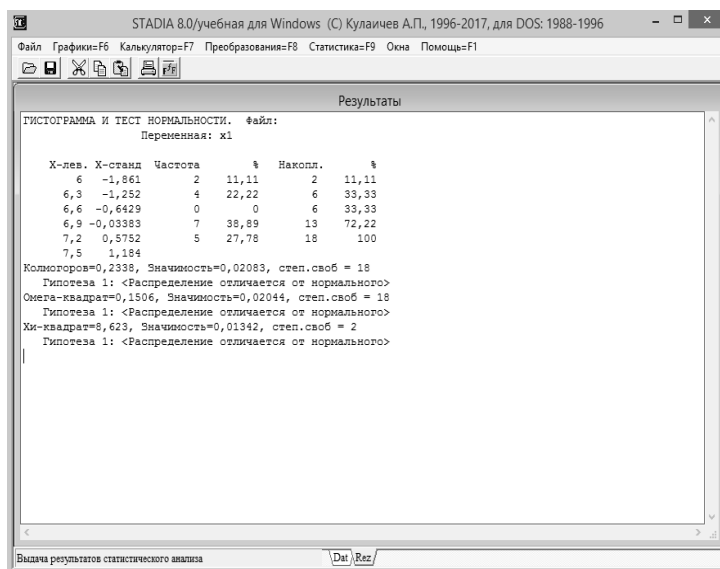 STADIA 8.0/учебная для Windows (C) Кулаичев А.П., 1996-2017, для DOS: 1988-1996
Файл Графики=F6 Калькулятор=F7 Преобразования=F8 Статистика=F9 Окна Помощь=F1
Результаты
ГИСТОГРАММА И ТЕСТ НОРМАЛЬНОСТИ. Файл:
Переменная: x1
X-лев. X-станд Частота % Накопл. %
6 -1,861 2 11,11 2 11,11
6,3 -1,252 4 22,22 6 33,33
6,6 -0,6429 0 0 6 33,33
6,9 -0,03383 7 38,89 13 72,22
7,2 0,5752 5 27,78 18 100
7,5 1,184
Колмогоров=0,2338, Значимость=0,02083, степ.своб = 18
Гипотеза 1: <Распределение отличается от нормального>
Омега-квадрат=0,1506, Значимость=0,02044, степ.своб = 18
Гипотеза 1: <Распределение отличается от нормального>
Хи-квадрат=8,623, Значимость=0,01342, степ.своб = 2
Гипотеза 1: <Распределение отличается от нормального>
Выдача результатов статистического анализа Dat Rez